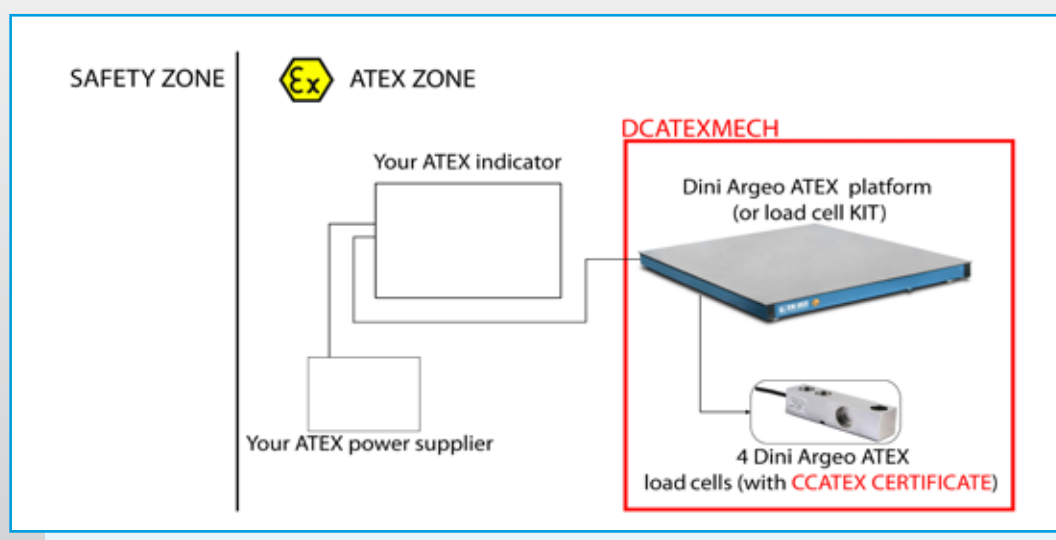 SAFETY ZONE
Ex
ATEX ZONE
DCATEXMECH
Your ATEX indicator
Dini Argeo ATEX platform
(or load cell KIT)
Your ATEX power supplier
4 Dini Argeo ATEX
load cells (with CCATEX CERTIFICATE)